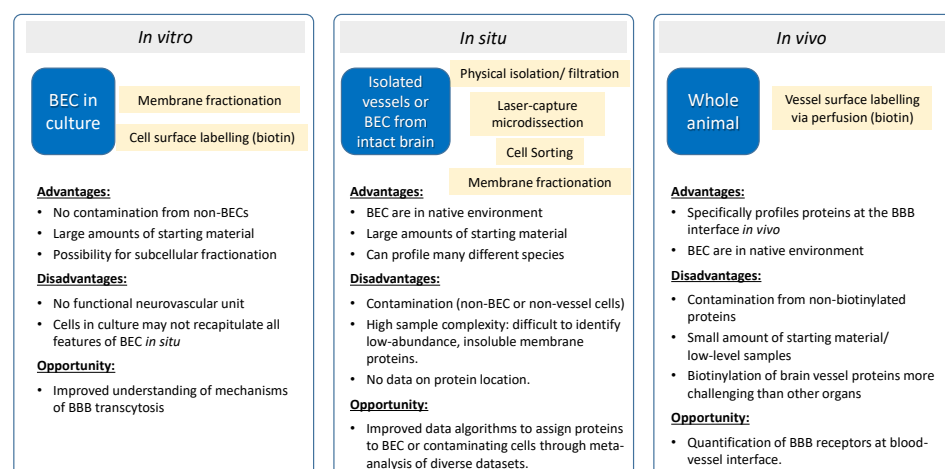 In vitro
BEC in
culture
Membrane fractionation
Cell surface labelling (biotin)
Advantages:
• No contamination from non-BECs
• Large amounts of starting material
• Possibility for subcellular fractionation
Disadvantages:
• No functional neurovascular unit
• Cells in culture may not recapitulate all
features of BEC in situ
Opportunity:
• Improved understanding of mechanisms
of BBB transcytosis
In situ
Isolated
vessels or
BEC from
intact brain
Physical isolation/ filtration
Laser-capture
microdissection
Cell Sorting
Membrane fractionation
Advantages:
• BEC are in native environment
• Large amounts of starting material
• Can profile many different species
Disadvantages:
• Contamination (non-BEC or non-vessel cells)
• High sample complexity: difficult to identify
low-abundance, insoluble membrane
proteins.
• No data on protein location.
Opportunity:
• Improved data algorithms to assign proteins
to BEC or contaminating cells through meta-
analysis of diverse datasets.
In vivo
Whole
animal
Vessel surface labelling
via perfusion (biotin)
Advantages:
• Specifically profiles proteins at the BBB
interface in vivo
• BEC are in native environment
Disadvantages:
• Contamination from non-biotinylated
proteins
• Small amount of starting material/
low-level samples
• Biotinylation of brain vessel proteins more
challenging than other organs
Opportunity:
• Quantification of BBB receptors at blood-
vessel interface.